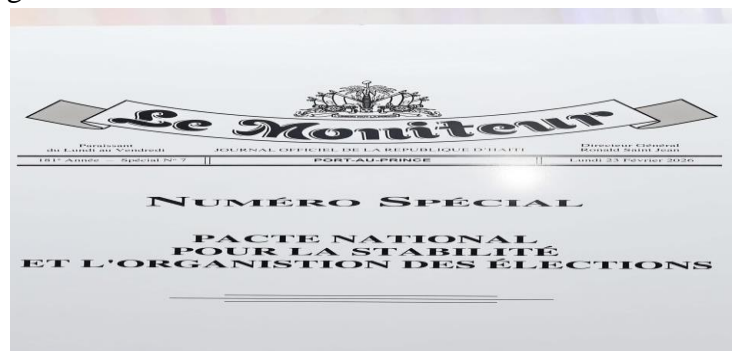 Le Moniteur
Paraissant
du Lundi au Vendredi
JOURNAL OFFICIEL DE LA REPUBLIQUE D'HAITI
Directeur Général
Ronald Saint Jean
181e Année — Spécial N° 7
PORT-AU-PRINCE
Lundi 23 Février 2026
NUMÉRO SPÉCIAL
PACTE NATIONAL
POUR LA STABILITÉ
ET L'ORGANISTION DES ÉLECTIONS